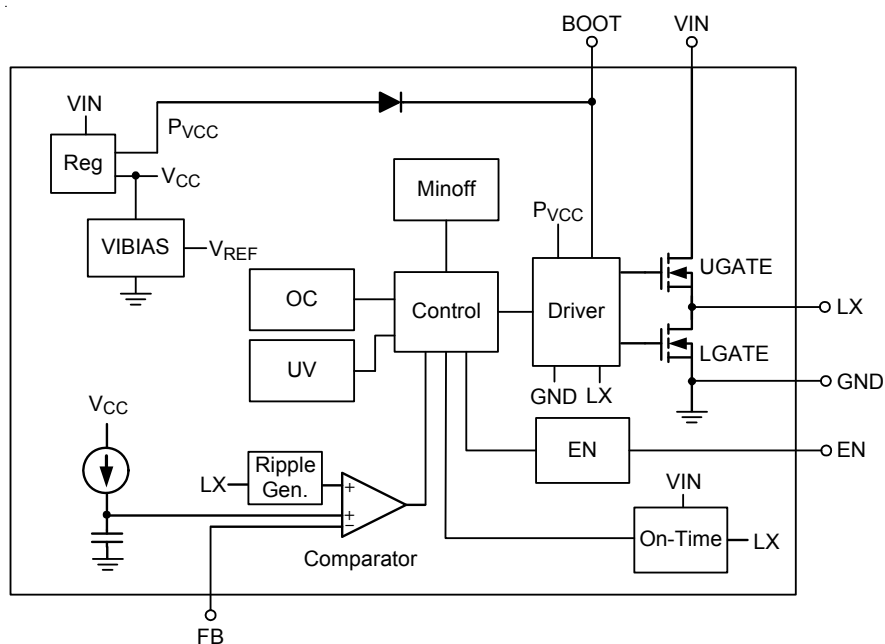 BOOT VIN
VIN
PVCC
Reg
VCC
Minoff
PVCC
VIBIAS
VREF
UGATE
OC
Control
Driver
LX
UV
LGATE
GND
GND LX
VCC
EN
EN
LX
Ripple
Gen.
+
+
−
VIN
On-Time
LX
Comparator
FB